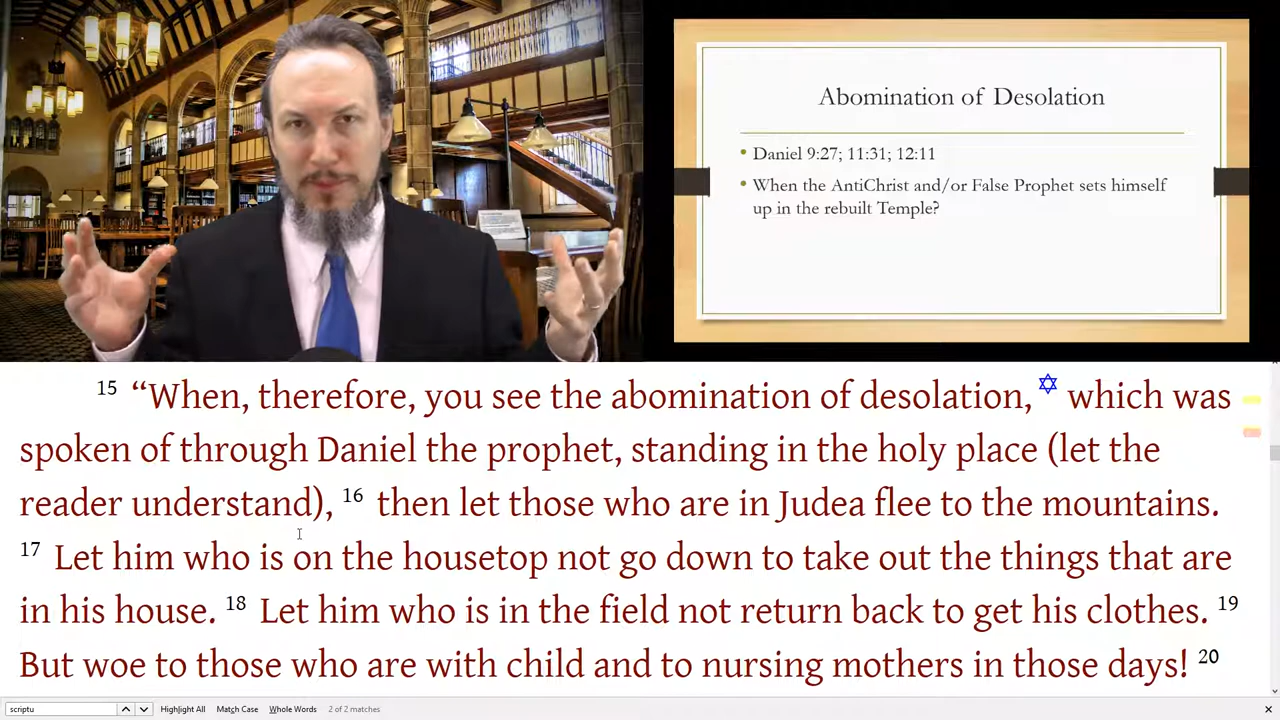 Abomination of Desolation
• Daniel 9:27; 11:31; 12:11
• When the AntiChrist and/or False Prophet sets himself
up in the rebuilt Temple?
15 “When, therefore, you see the abomination of desolation,✡ which was
spoken of through Daniel the prophet, standing in the holy place (let the
reader understand), 16 then let those who are in Judea flee to the mountains.
17 Let him who is on the housetop not go down to take out the things that are
in his house. 18 Let him who is in the field not return back to get his clothes. 19
But woe to those who are with child and to nursing mothers in those days! 20
scriptu Highlight All Match Case Whole Words 2 of 2 matches